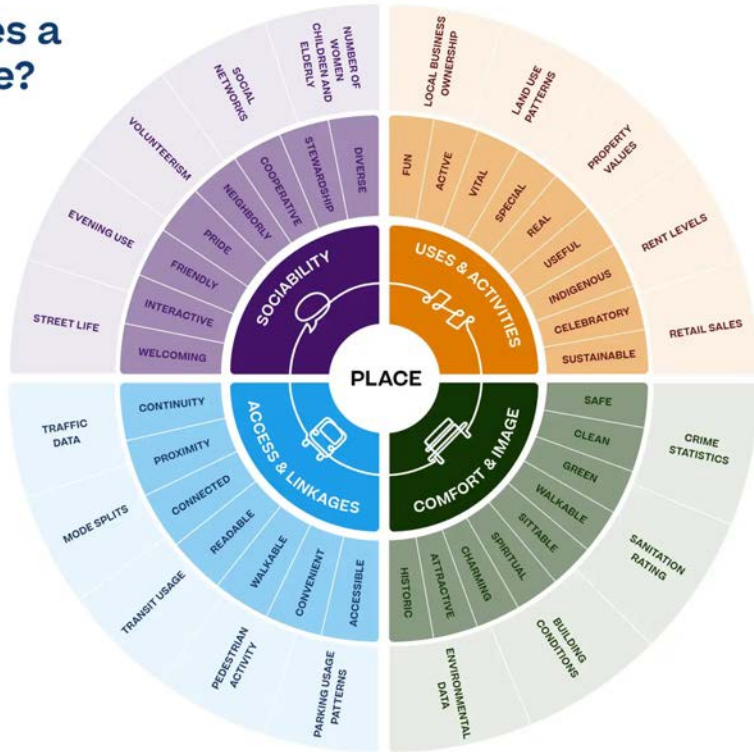 es a
e?
NUMBER OF
WOMEN
CHILDREN AND
ELDERLY
SOCIAL
NETWORKS
VOLUNTEERISM
EVENING USE
STREET LIFE
DIVERSE
STEWARDSHIP
COOPERATIVE
NEIGHBORLY
PRIDE
FRIENDLY
INTERACTIVE
WELCOMING
SOCIABILITY
LOCAL BUSINESS
OWNERSHIP
LAND USE
PATTERNS
PROPERTY
VALUES
RENT LEVELS
RETAIL SALES
FUN
ACTIVE
VITAL
SPECIAL
REAL
USEFUL
INDIGENOUS
CELEBRATORY
SUSTAINABLE
USES & ACTIVITIES
PLACE
ACCESS & LINKAGES
CONTINUITY
PROXIMITY
CONNECTED
READABLE
WALKABLE
CONVENIENT
ACCESSIBLE
TRAFFIC
DATA
MODE SPLITS
TRANSIT USAGE
PEDESTRIAN
ACTIVITY
PARKING USAGE
PATTERNS
COMFORT & IMAGE
SAFE
CLEAN
GREEN
WALKABLE
SITTABLE
SPIRITUAL
CHARMING
ATTRACTIVE
HISTORIC
CRIME
STATISTICS
SANITATION
RATING
BUILDING
CONDITIONS
ENVIRONMENTAL
DATA